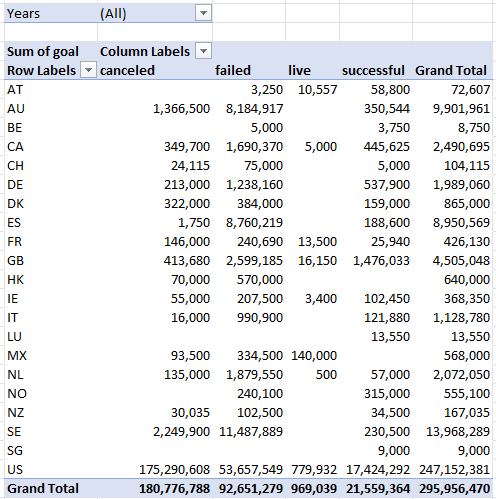 Years (All)
Sum of goal Column Labels
Row Labels canceled failed live successful Grand Total
AT 3,250 10,557 58,800 72,607
AU 1,366,500 8,184,917 350,544 9,901,961
BE 5,000 3,750 8,750
CA 349,700 1,690,370 5,000 445,625 2,490,695
CH 24,115 75,000 5,000 104,115
DE 213,000 1,238,160 537,900 1,989,060
DK 322,000 384,000 159,000 865,000
ES 1,750 8,760,219 188,600 8,950,569
FR 146,000 240,690 13,500 25,940 426,130
GB 413,680 2,599,185 16,150 1,476,033 4,505,048
HK 70,000 570,000 640,000
IE 55,000 207,500 3,400 102,450 368,350
IT 16,000 990,900 121,880 1,128,780
LU 13,550 13,550
MX 93,500 334,500 140,000 568,000
NL 135,000 1,879,550 500 57,000 2,072,050
NO 240,100 315,000 555,100
NZ 30,035 102,500 34,500 167,035
SE 2,249,900 11,487,889 230,500 13,968,289
SG 9,000 9,000
US 175,290,608 53,657,549 779,932 17,424,292 247,152,381
Grand Total 180,776,788 92,651,279 969,039 21,559,364 295,956,470